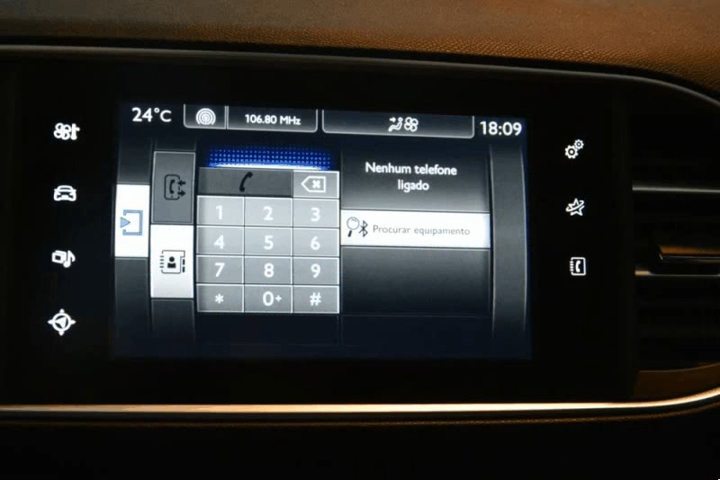 24°C
106.80 MHz
18:09
Nenhum telefone
ligado
Procurar equipamento
1 2 3
4 5 6
7 8 9
* 0+ #